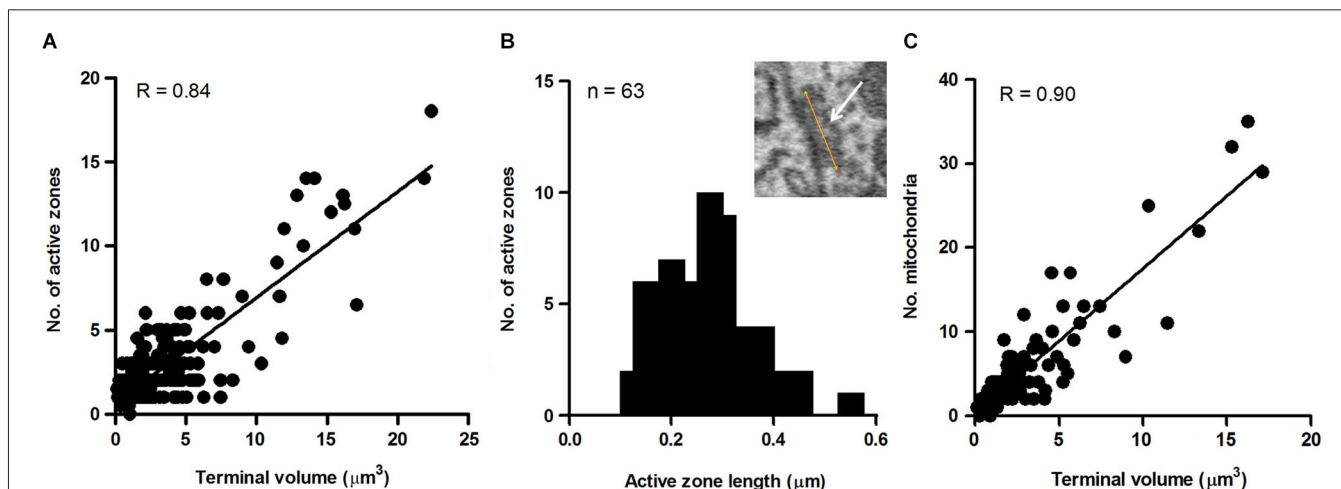 A
No. of active zones
20
15
10
5
0
R = 0.84
0 5 10 15 20 25
Terminal volume (μm³)
B
No. of active zones
15
10
5
0
n = 63
0.0 0.2 0.4 0.6
Active zone length (μm)
C
No. mitochondria
40
30
20
10
0
R = 0.90
0 5 10 15 20
Terminal volume (μm³)